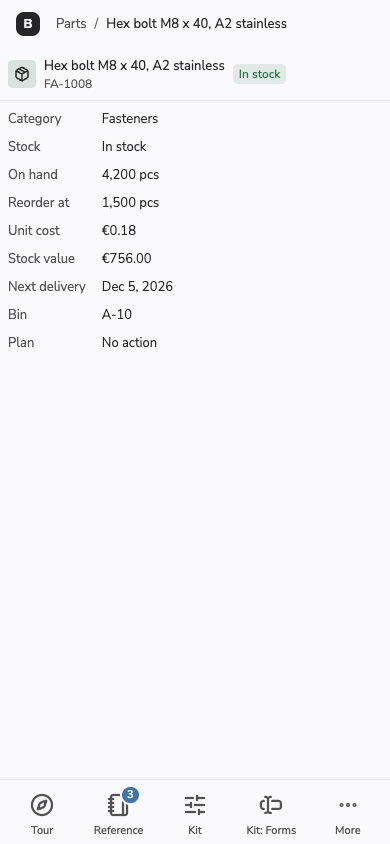 B Parts / Hex bolt M8 x 40, A2 stainless
Hex bolt M8 x 40, A2 stainless
FA-1008
In stock
Category Fasteners
Stock In stock
On hand 4,200 pcs
Reorder at 1,500 pcs
Unit cost €0.18
Stock value €756.00
Next delivery Dec 5, 2026
Bin A-10
Plan No action
3
Tour Reference Kit Kit: Forms More